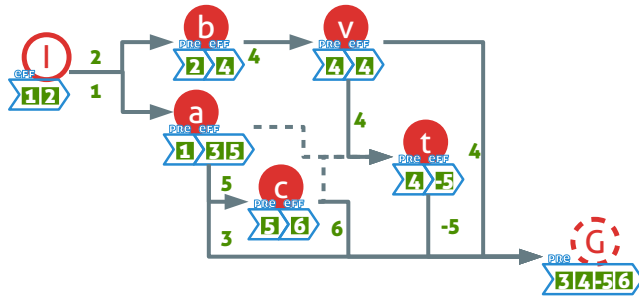 b
v
I
2
4
pre eff
pre eff
eff
2 4
4 4
1 2
1
a
pre eff
1 3 5
4
t
4
pre eff
4 -5
5
c
pre eff
5 6
3
6
-5
G
pre
3 4 -5 6